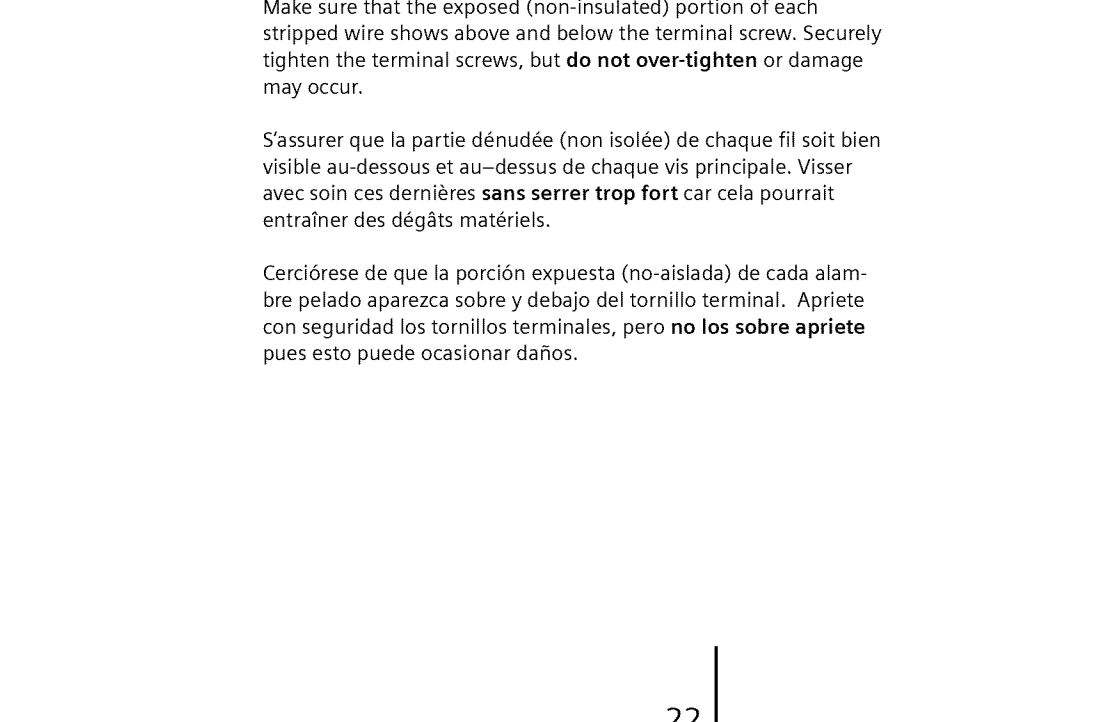 Make sure that the exposed (non-insulated) portion of each
stripped wire shows above and below the terminal screw. Securely
tighten the terminal screws, but do not over-tighten or damage
may occur.
S’assurer que la partie dénudée (non isolée) de chaque fil soit bien
visible au-dessous et au–dessus de chaque vis principale. Visser
avec soin ces dernières sans serrer trop fort car cela pourrait
entraîner des dégâts matériels.
Cerciórese de que la porción expuesta (no-aislada) de cada alam-
bre pelado aparezca sobre y debajo del tornillo terminal.  Apriete
con seguridad los tornillos terminales, pero no los sobre apriete
pues esto puede ocasionar daños.
22